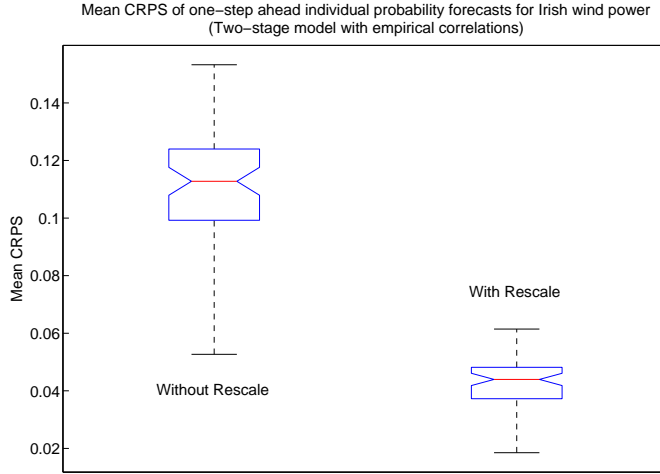 Mean CRPS of one−step ahead individual probability forecasts for Irish wind power
(Two−stage model with empirical correlations)
0.14
0.12
0.1
0.08
0.06
0.04
0.02
Mean CRPS
With Rescale
Without Rescale